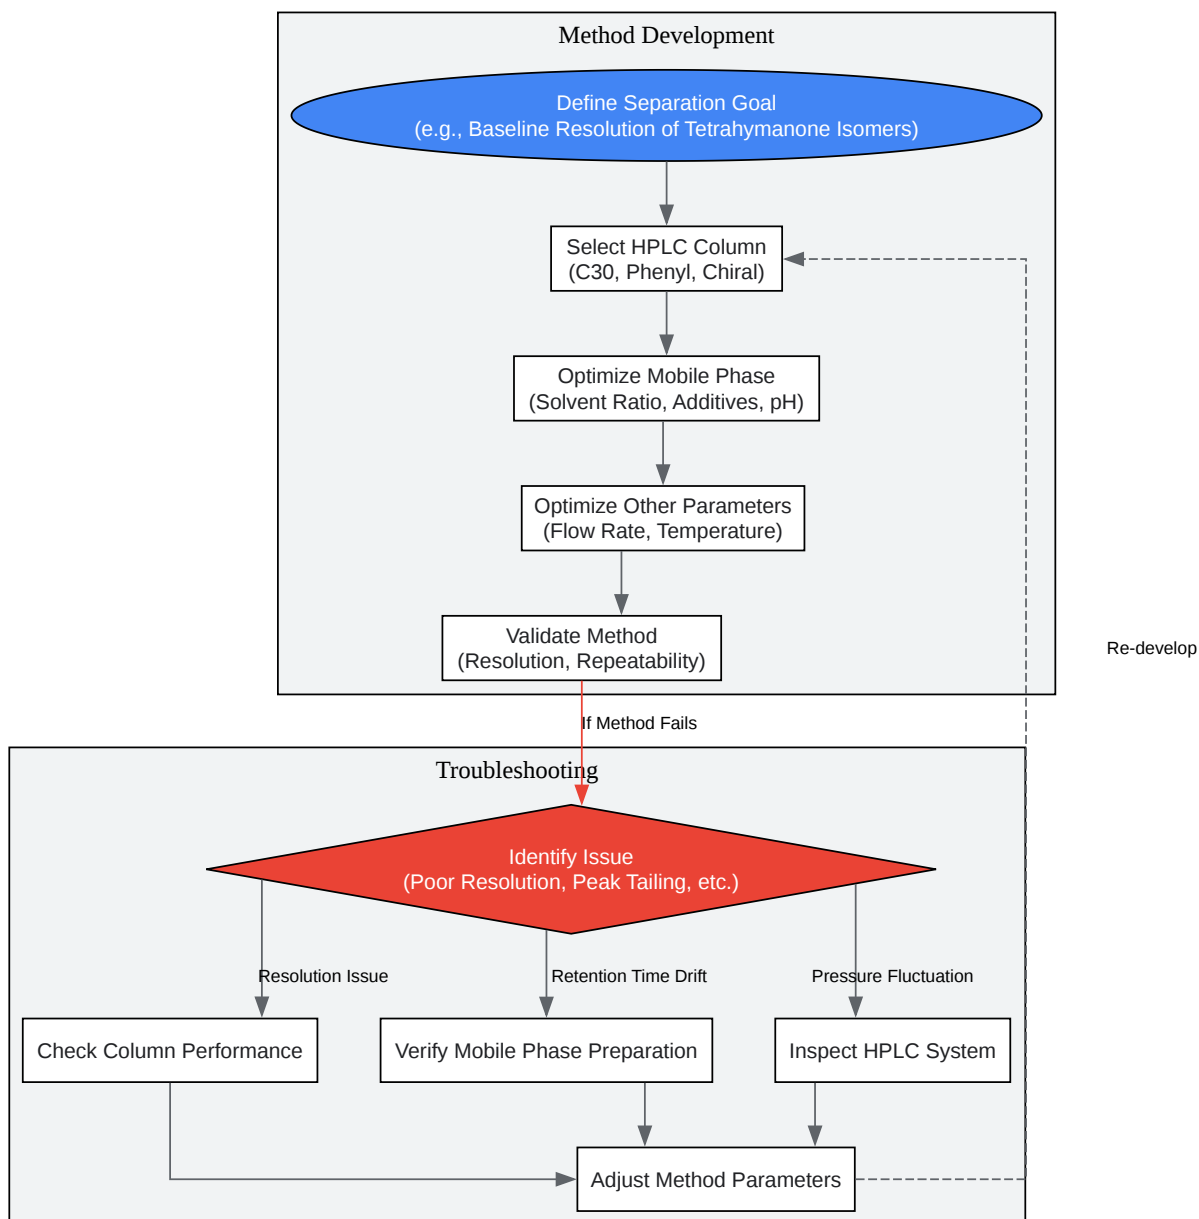 Method Development
Define Separation Goal
(e.g., Baseline Resolution of Tetrahymanone Isomers)
Select HPLC Column
(C30, Phenyl, Chiral)
Optimize Mobile Phase
(Solvent Ratio, Additives, pH)
Optimize Other Parameters
(Flow Rate, Temperature)
Validate Method
(Resolution, Repeatability)
Re-develop
If Method Fails
Troubleshooting
Identify Issue
(Poor Resolution, Peak Tailing, etc.)
Resolution Issue
Retention Time Drift
Pressure Fluctuation
Check Column Performance
Verify Mobile Phase Preparation
Inspect HPLC System
Adjust Method Parameters